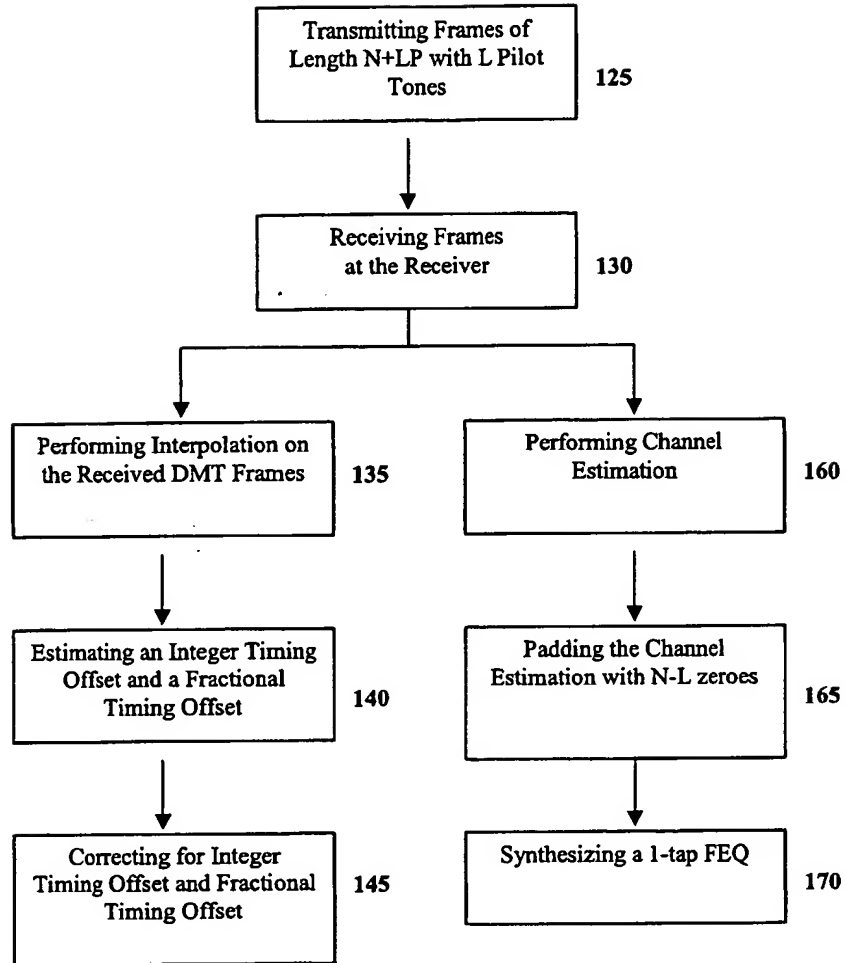 Transmitting Frames of
Length N+LP with L Pilot
Tones
125
Receiving Frames
at the Receiver
130
Performing Interpolation on
the Received DMT Frames
135
Performing Channel
Estimation
160
Estimating an Integer Timing
Offset and a Fractional
Timing Offset
140
Padding the Channel
Estimation with N-L zeroes
165
Correcting for Integer
Timing Offset and Fractional
Timing Offset
145
Synthesizing a 1-tap FEQ
170